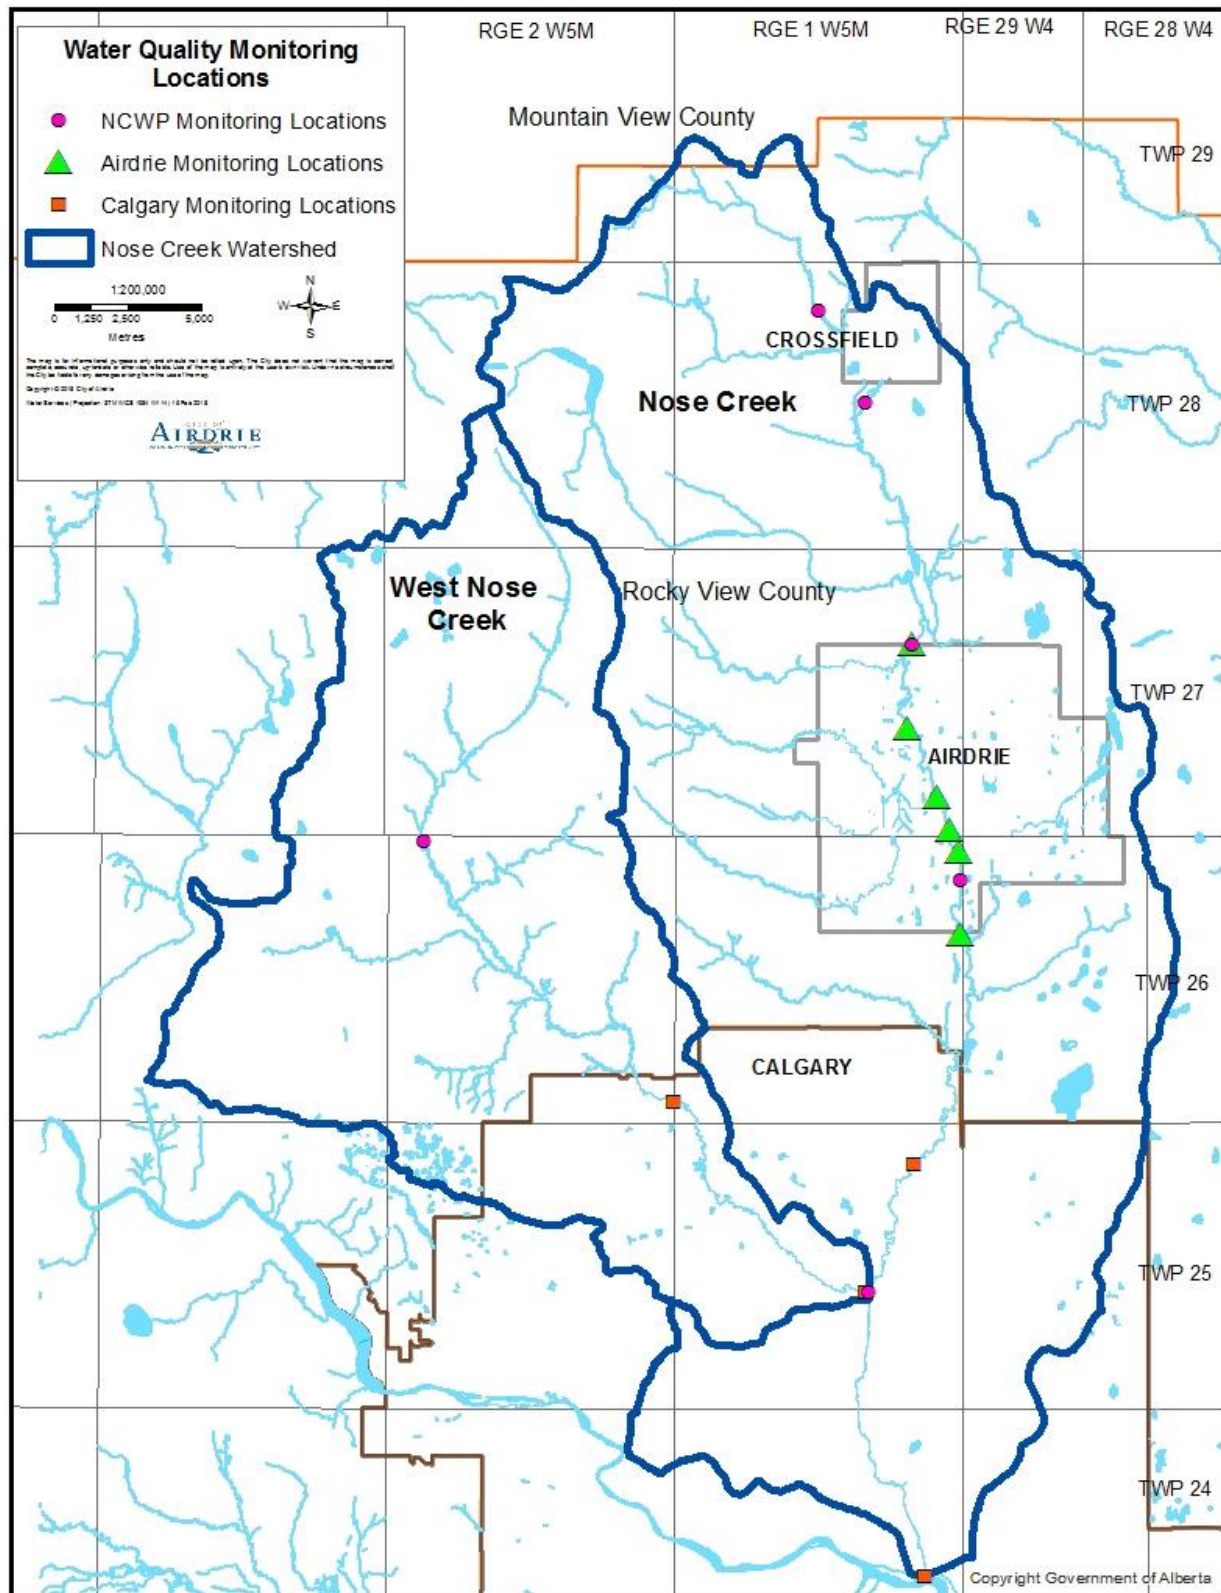 RGE 2 W5M
RGE 1 W5M
RGE 29 W4
RGE 28 W4
Water Quality Monitoring
Locations
NCWP Monitoring Locations
Airdrie Monitoring Locations
Calgary Monitoring Locations
Nose Creek Watershed
1:200,000
0 1,250 2,500 5,000
Metres
N
W E
S
AIRDRIE
Mountain View County
TWP 29
CROSSFIELD
Nose Creek
TWP 28
West Nose
Creek
Rocky View County
TWP 27
AIRDRIE
TWP 26
CALGARY
TWP 25
TWP 24
Copyright Government of Alberta